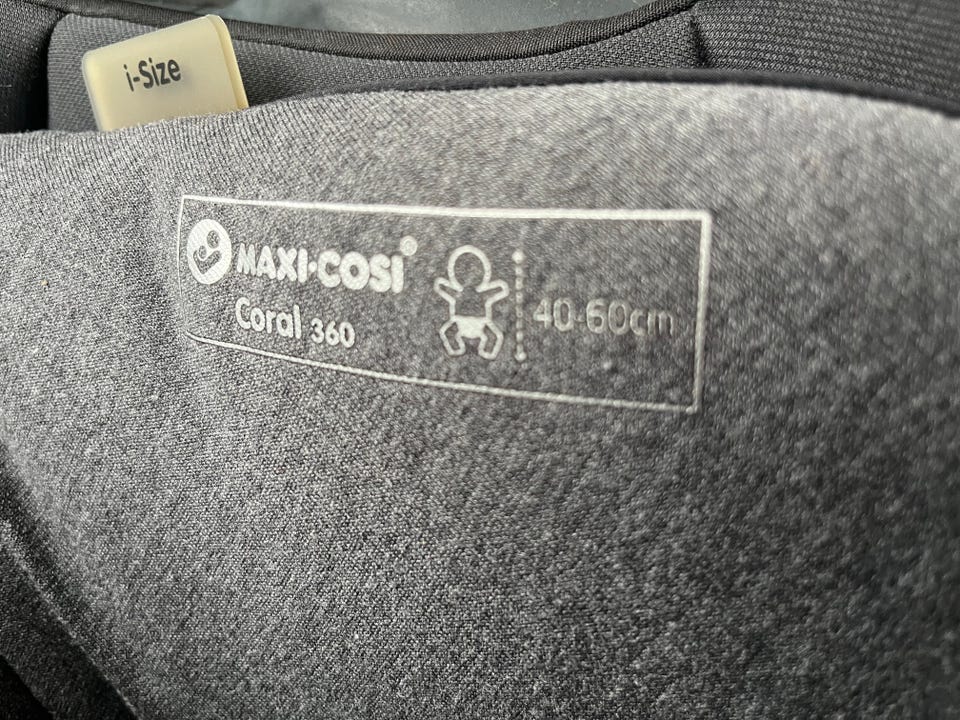 i-Size
MAXI·COSI®
Coral 360
40-60cm